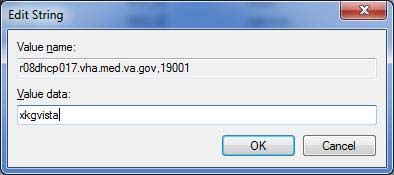 Edit String
Value name:
r08dhcp017.vha.med.va.gov,19001
Value data:
xkgvista
OK
Cancel